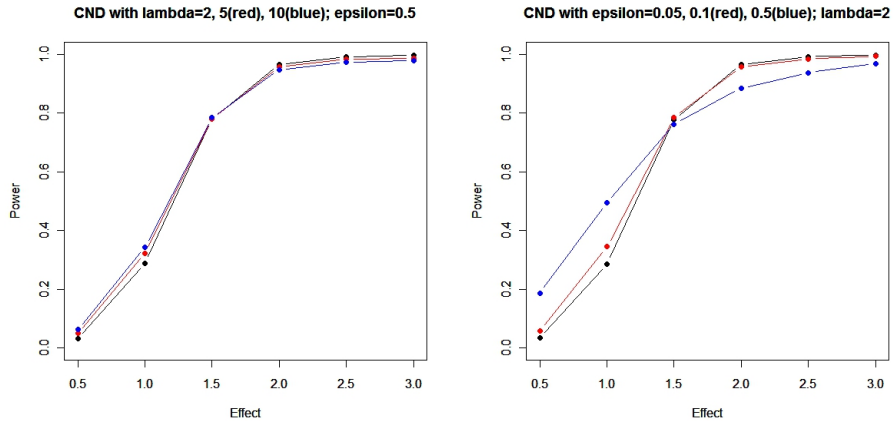 CND with lambda=2, 5(red), 10(blue); epsilon=0.5
1.0
0.8
0.6
0.4
0.2
0.0
Power
0.5 1.0 1.5 2.0 2.5 3.0
Effect
CND with epsilon=0.05, 0.1(red), 0.5(blue); lambda=2
1.0
0.8
0.6
0.4
0.2
0.0
Power
0.5 1.0 1.5 2.0 2.5 3.0
Effect